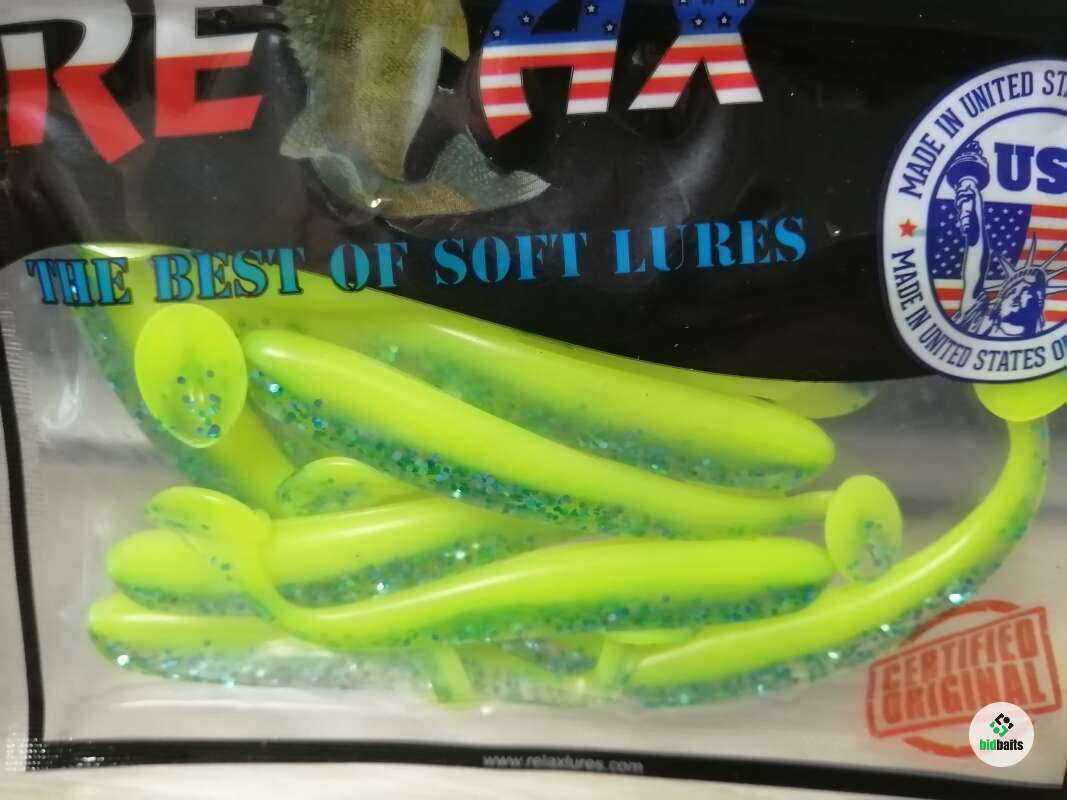 RELAX
THE BEST OF SOFT LURES
MADE IN UNITED
US
MADE IN UNITED STATES
CERTIFIED
ORIGINAL
bidbaits
www.relaxlures.com